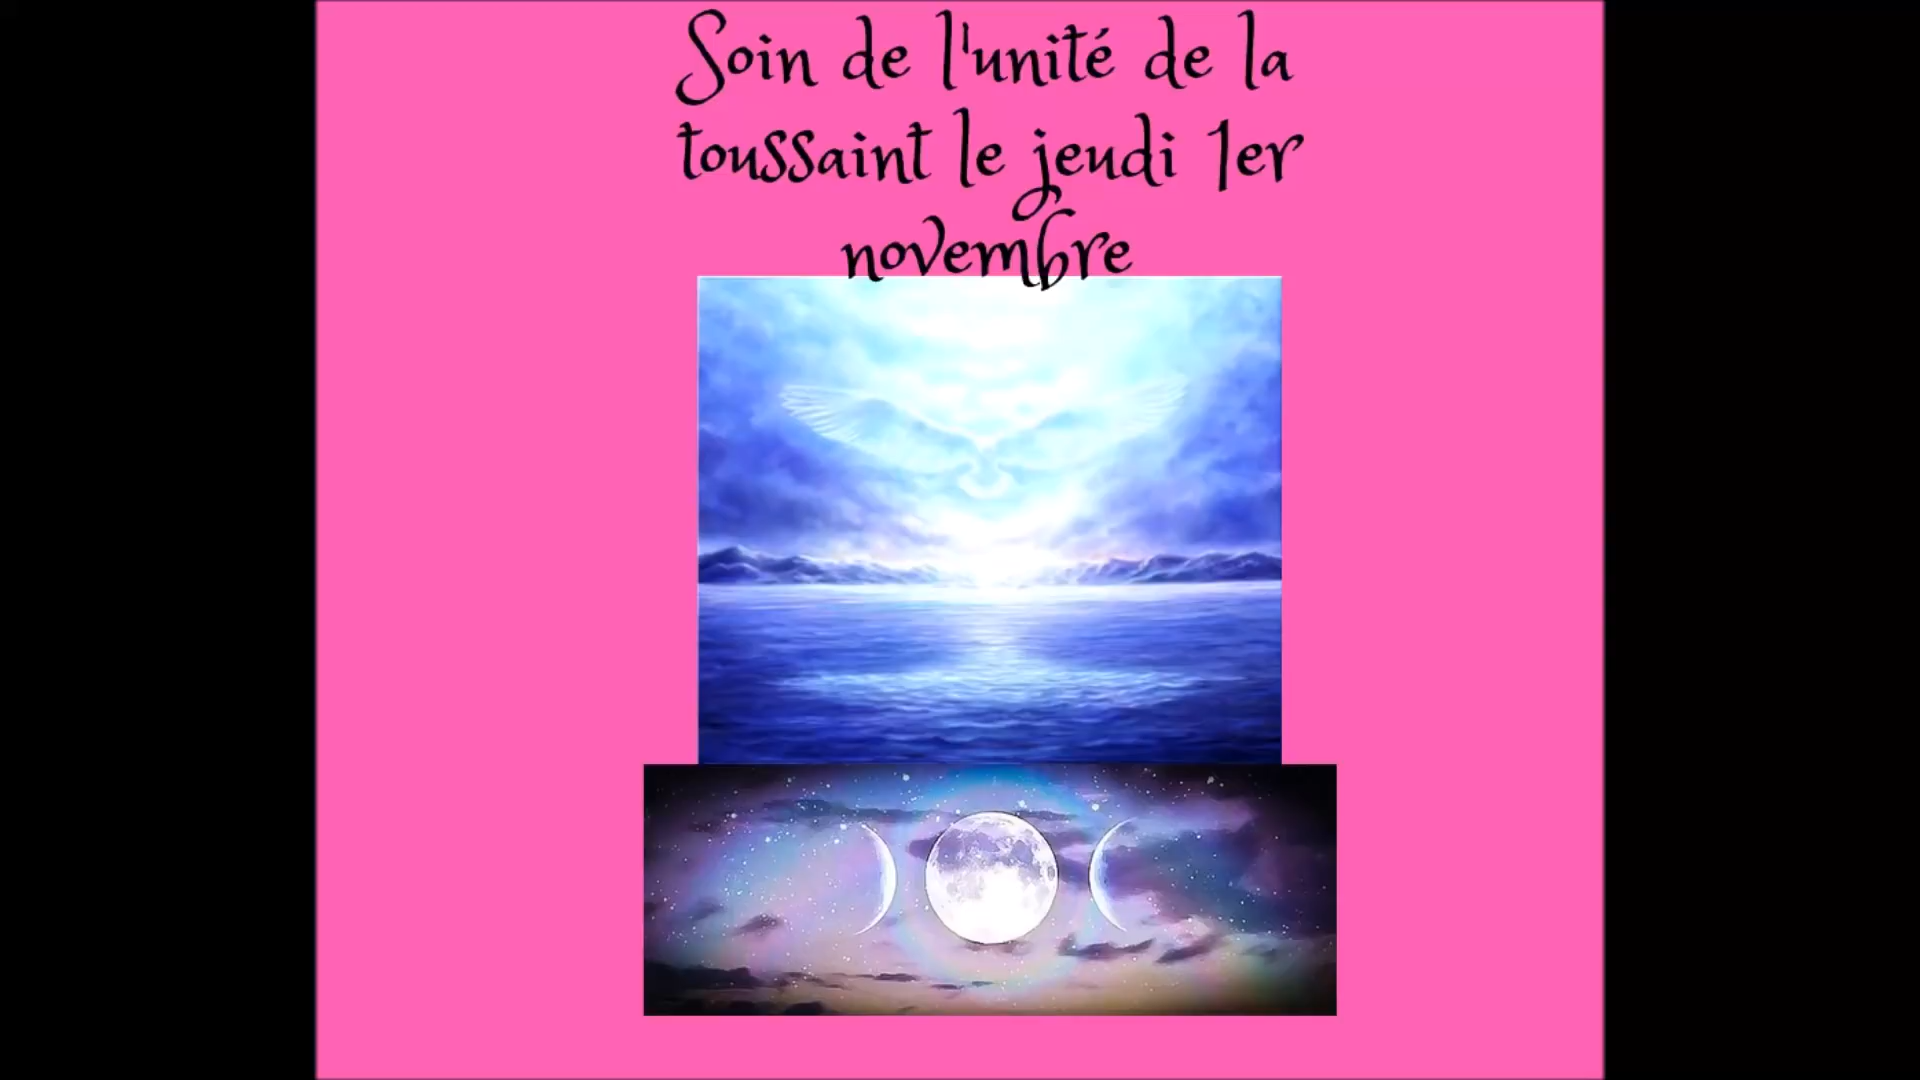 Soin de l'unité de la
toussaint le jeudi 1er
novembre